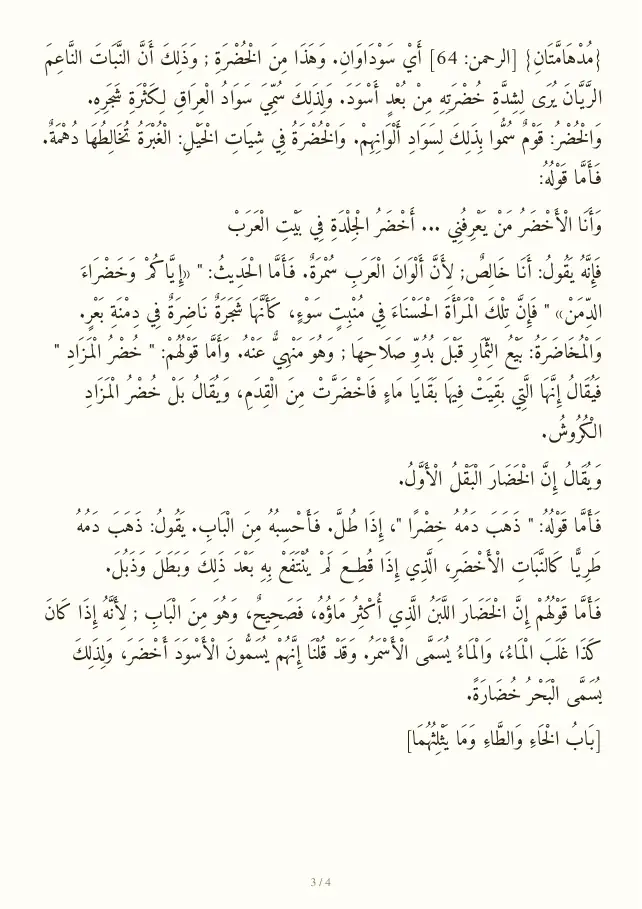 {مُدْهَامَّتَانِ} [الرحمن: 64] أَيْ سَوْدَاوَانِ. وَهَذَا مِنَ الْخُضْرَةِ ; وَذَلِكَ أَنَّ النَّبَاتَ النَّاعِمَ
الرَّيَّانَ يُرَى لِشِدَّةِ خُضْرَتِهِ مِنْ بُعْدٍ أَسْوَدَ. وَلِذَلِكَ سُمِّيَ سَوَادُ الْعِرَاقِ لِكَثْرَةِ شَجَرِهِ.
وَالْخُضْرُ: قَوْمٌ سُمُّوا بِذَلِكَ لِسَوَادِ أَلْوَانِهِمْ. وَالْخُضْرَةُ فِي شِيَاتِ الْخَيْلِ: الْغُبْرَةُ تُخَالِطُهَا دُهْمَةٌ.
فَأَمَّا قَوْلُهُ:
وَأَنَا الْأَخْضَرُ مَنْ يَعْرِفُنِي ... أَخْضَرُ الْجِلْدَةِ فِي بَيْتِ الْعَرَبْ
فَإِنَّهُ يَقُولُ: أَنَا خَالِصٌ; لِأَنَّ أَلْوَانَ الْعَرَبِ سُمْرَةٌ. فَأَمَّا الْحَدِيثُ: " «إِيَّاكُمْ وَخَضْرَاءَ
الدِّمَنْ» " فَإِنَّ تِلْكَ الْمَرْأَةَ الْحَسْنَاءَ فِي مُنْبِتِ سَوْءٍ، كَأَنَّهَا شَجَرَةٌ نَاضِرَةٌ فِي دِمْنَةِ بَعْرٍ.
وَالْمُخَاضَرَةُ: بَيْعُ الثِّمَارِ قَبْلَ بُدُوِّ صَلَاحِهَا ; وَهُوَ مَنْهِيٌّ عَنْهُ. وَأَمَّا قَوْلُهُمْ: " خُضْرُ الْمَزَادِ "
فَيُقَالُ إِنَّهَا الَّتِي بَقِيَتْ فِيهَا بَقَايَا مَاءٍ فَاخْضَرَّتْ مِنَ الْقِدَمِ، وَيُقَالُ بَلْ خُضْرُ الْمَزَادِ
الْكُرُوشُ.
وَيُقَالُ إِنَّ الْخَضَارَ الْبَقْلُ الْأَوَّلُ.
فَأَمَّا قَوْلُهُ: " ذَهَبَ دَمُهُ خِضْرًا "، إِذَا طُلَّ. فَأَحْسِبُهُ مِنَ الْبَابِ. يَقُولُ: ذَهَبَ دَمُهُ
طَرِيًّا كَالنَّبَاتِ الْأَخْضَرِ، الَّذِي إِذَا قُطِعَ لَمْ يُنْتَفَعْ بِهِ بَعْدَ ذَلِكَ وَبَطَلَ وَذَبُلَ.
فَأَمَّا قَوْلُهُمْ إِنَّ الْخَضَارَ اللَّبَنُ الَّذِي أُكْثِرُ مَاؤُهُ، فَصَحِيحٌ، وَهُوَ مِنَ الْبَابِ ; لِأَنَّهُ إِذَا كَانَ
كَذَا غَلَبَ الْمَاءُ، وَالْمَاءُ يُسَمَّى الْأَسْمَرُ. وَقَدْ قُلْنَا إِنَّهُمْ يُسَمُّونَ الْأَسْوَدَ أَخْضَرَ، وَلِذَلِكَ
يُسَمَّى الْبَحْرُ خُضَارَةً.
[بَابُ الْخَاءِ وَالطَّاءِ وَمَا يَثْلِثُهُمَا]
3 / 4